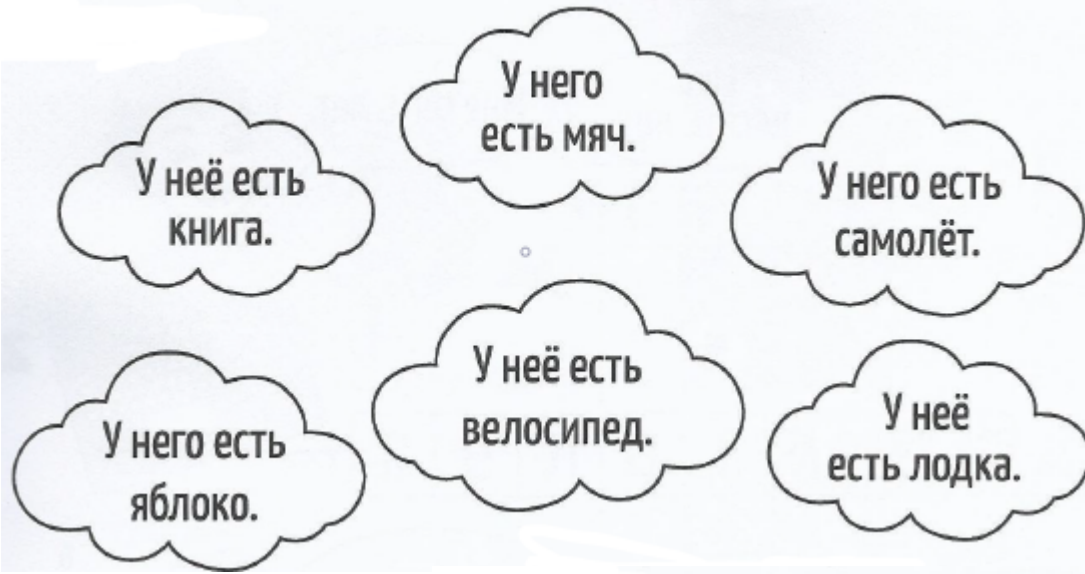 У него
есть мяч.
У неё есть
книга.
У него есть
самолёт.
У него есть
яблоко.
У неё есть
велосипед.
У неё
есть лодка.